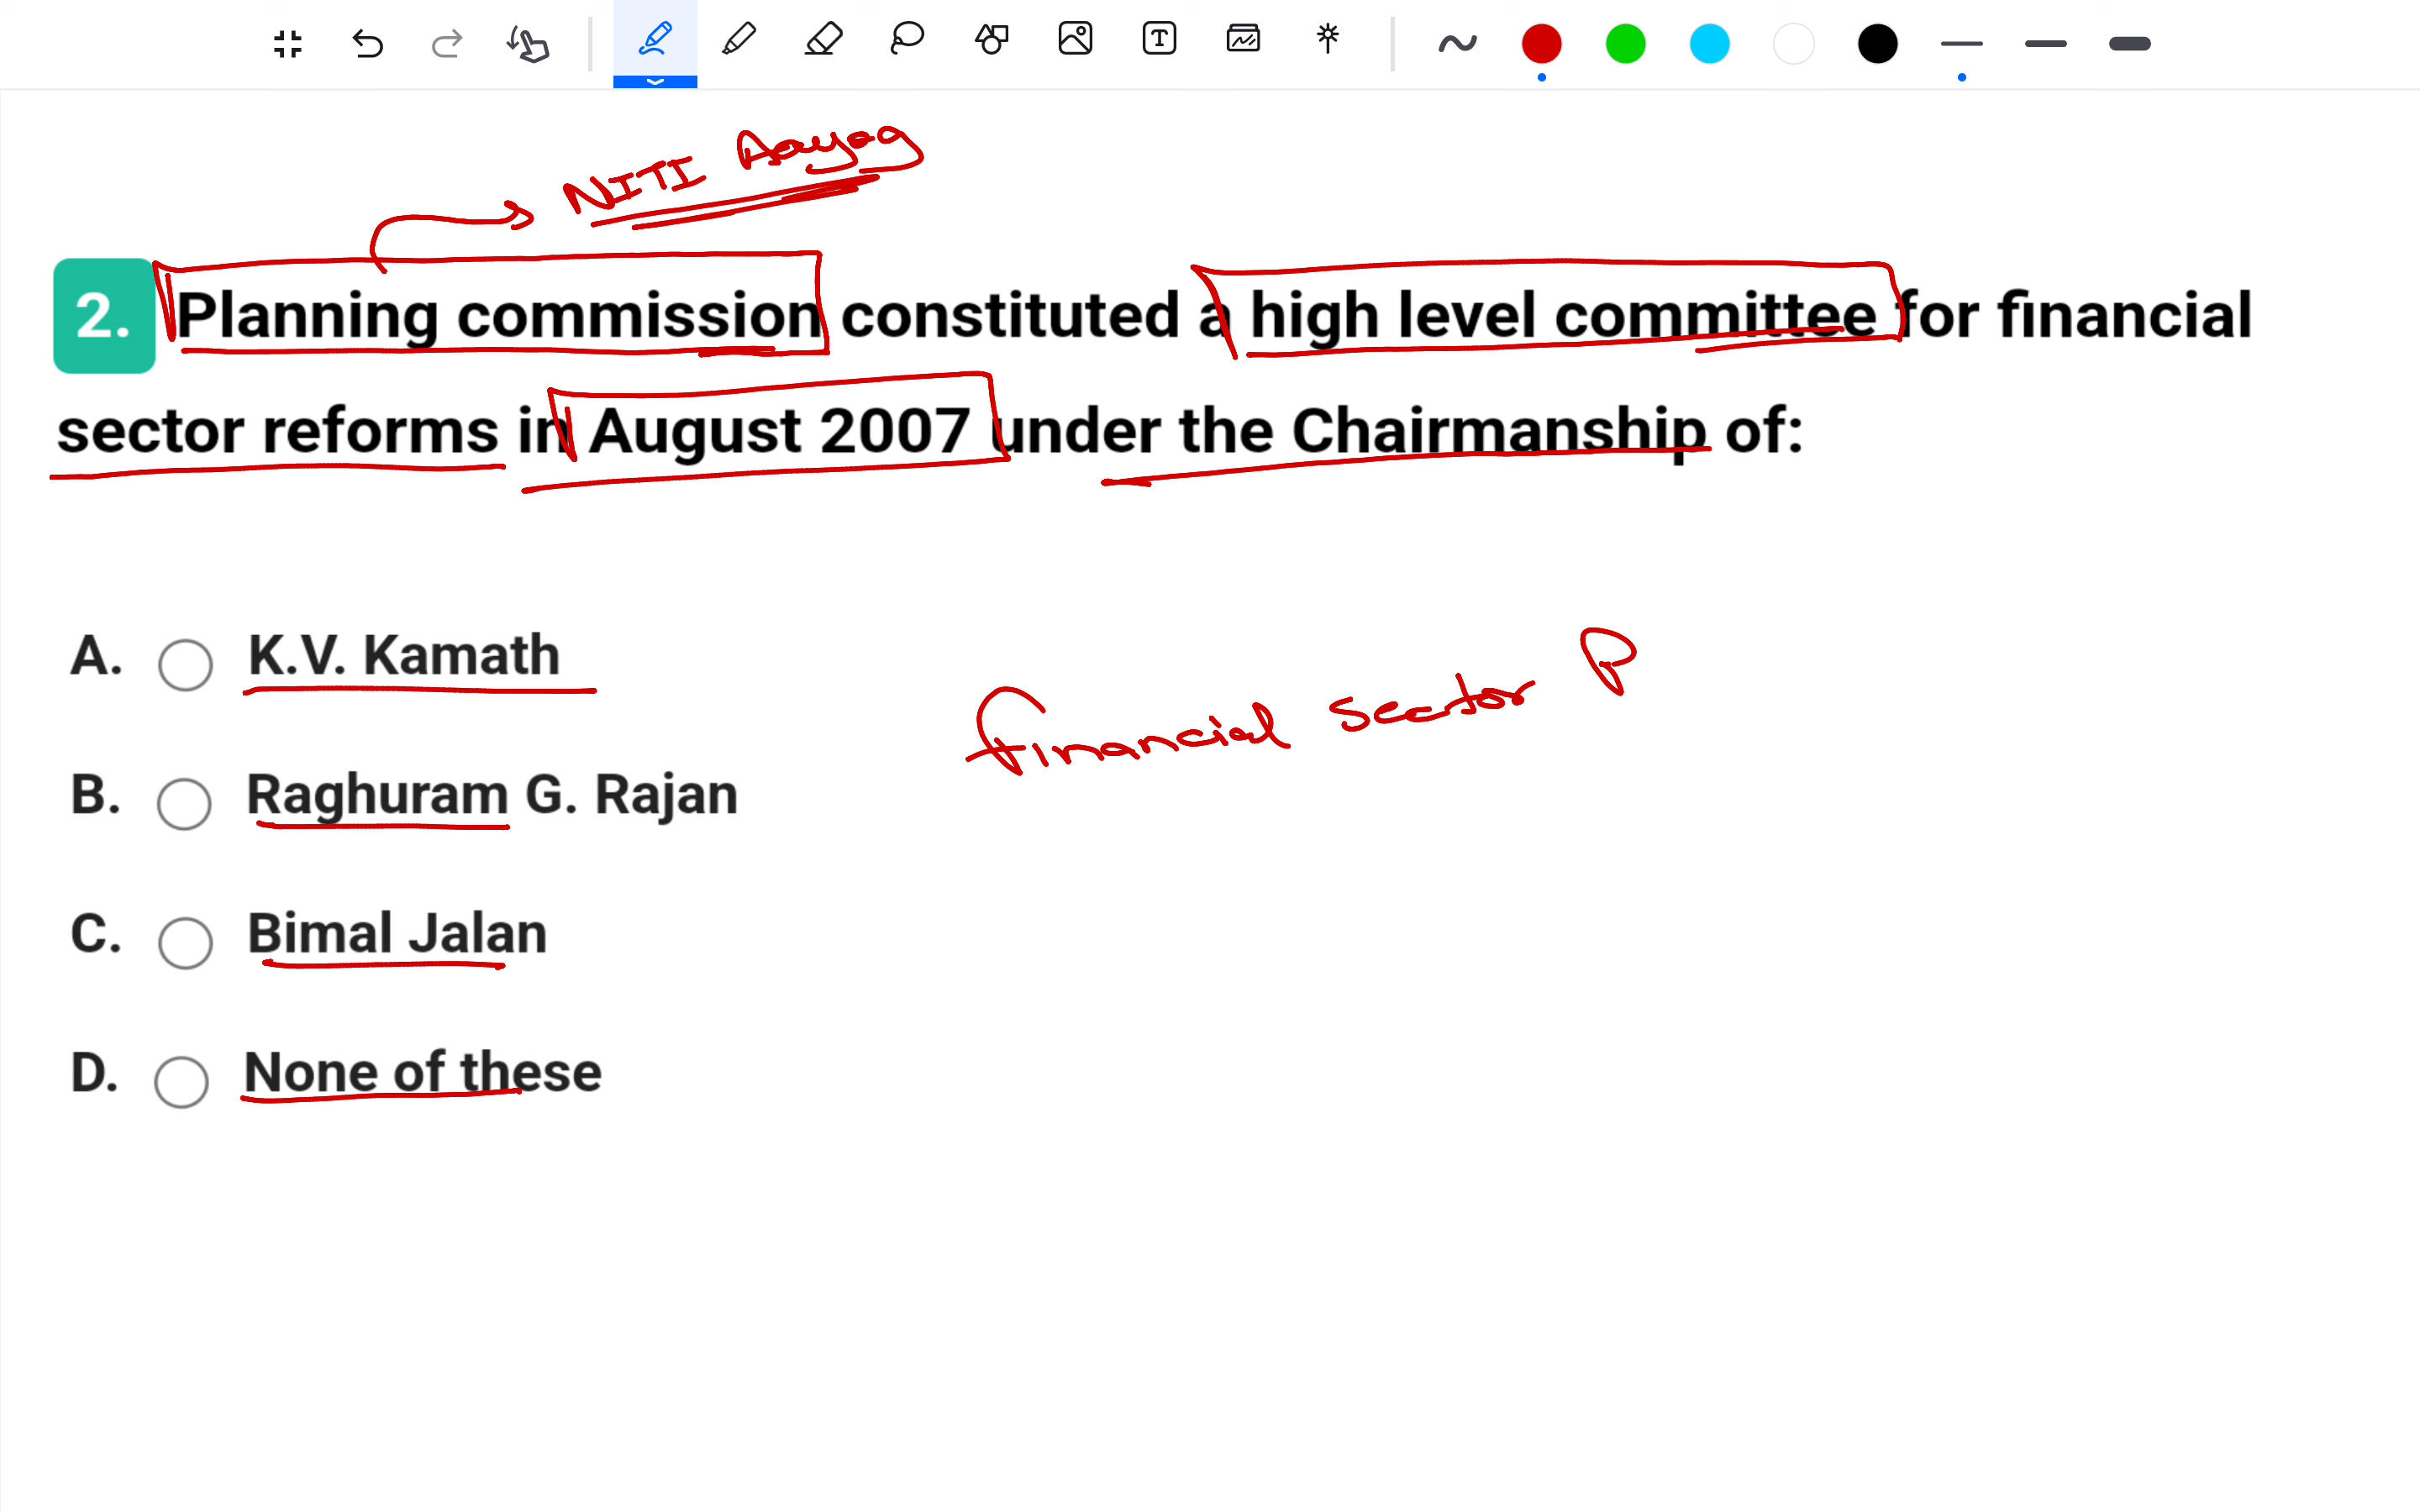 NITI Aayog
2. Planning commission constituted a high level committee for financial
sector reforms in August 2007 under the Chairmanship of:
A. K.V. Kamath
financial sector R
B. Raghuram G. Rajan
C. Bimal Jalan
D. None of these